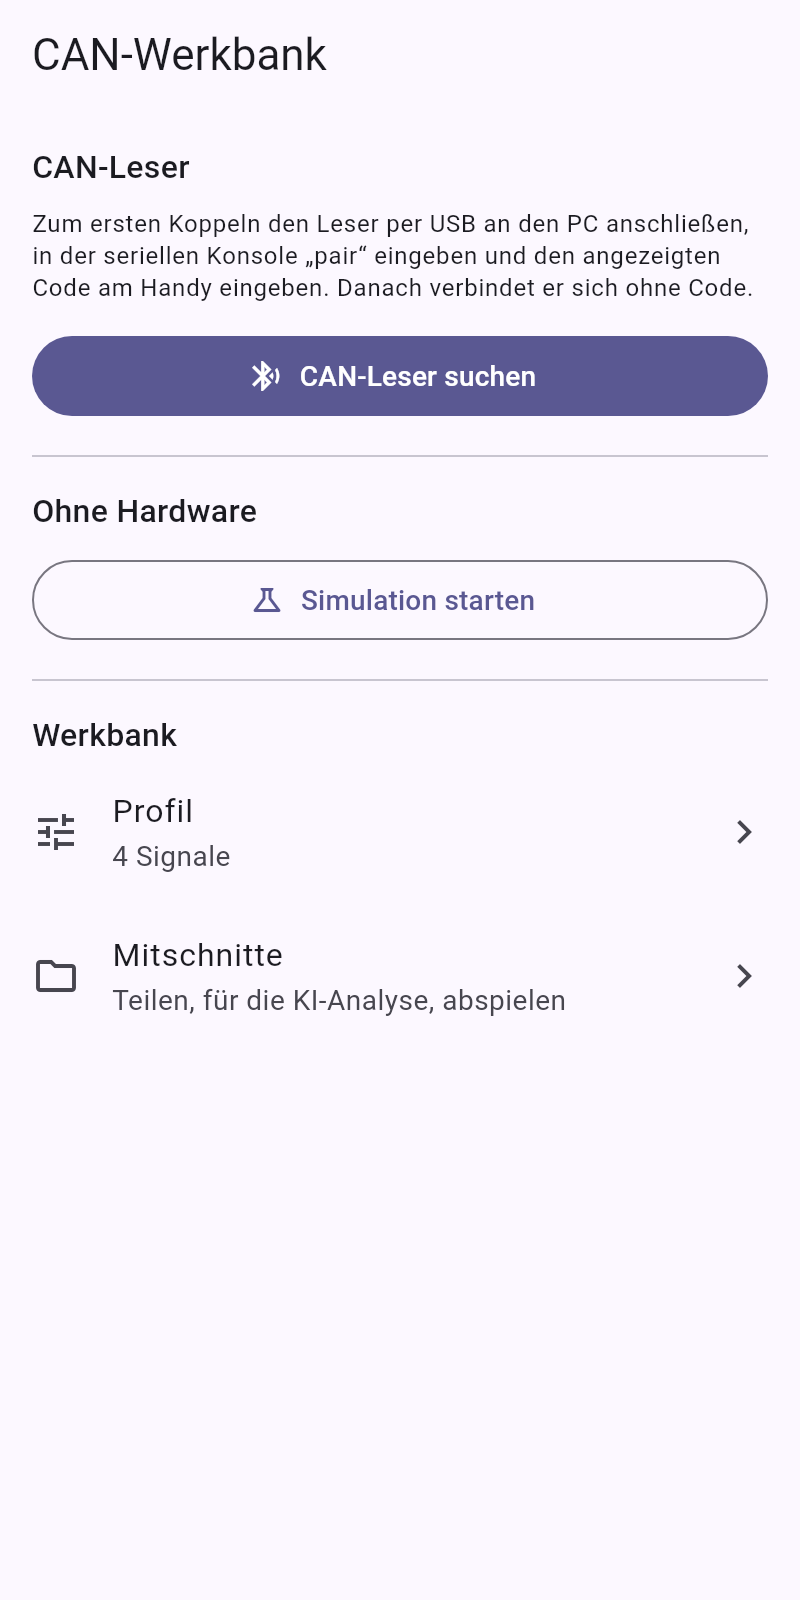 CAN-Werkbank
CAN-Leser
Zum ersten Koppeln den Leser per USB an den PC anschließen,
in der seriellen Konsole „pair“ eingeben und den angezeigten
Code am Handy eingeben. Danach verbindet er sich ohne Code.
CAN-Leser suchen
Ohne Hardware
Simulation starten
Werkbank
Profil
4 Signale
Mitschnitte
Teilen, für die KI-Analyse, abspielen